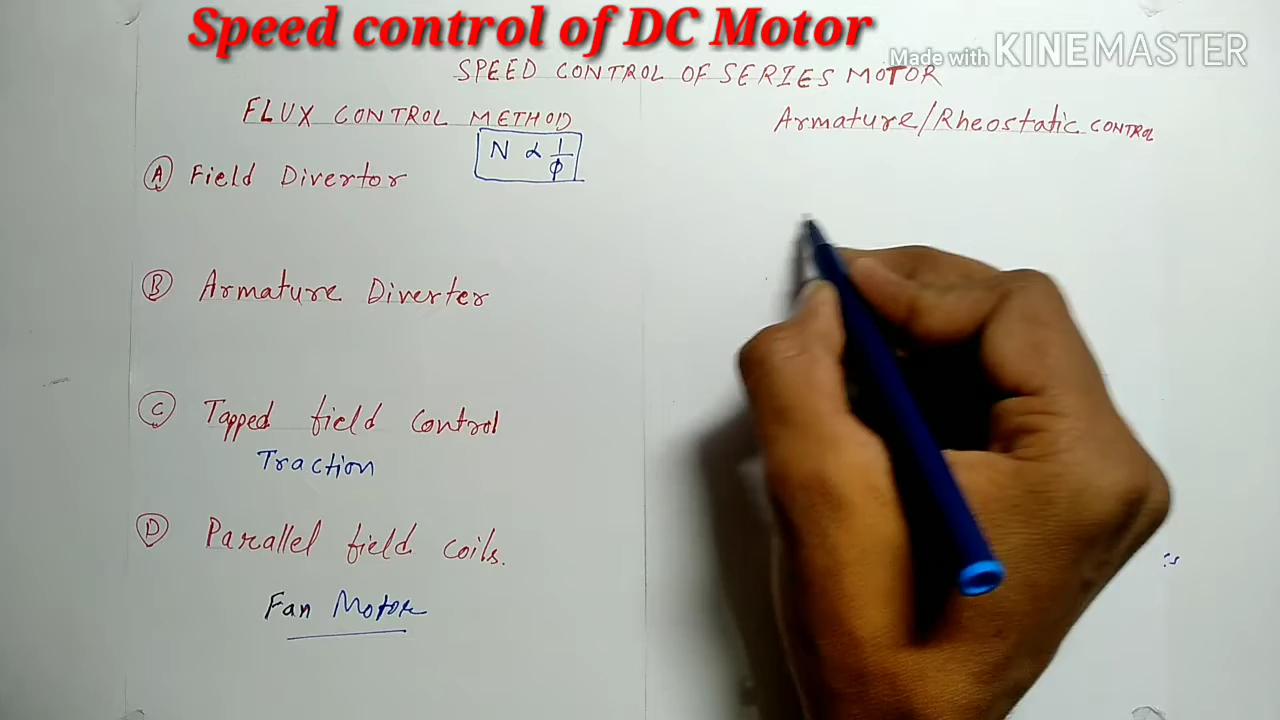 Speed control of DC Motor
Made with KINEMASTER
SPEED CONTROL OF SERIES MOTOR
FLUX CONTROL METHOD
Armature/Rheostatic CONTROL
N ∝ 1/φ
A Field Divertor
B Armature Diverter
C Tapped field control
Traction
D Parallel field coils.
Fan Motor